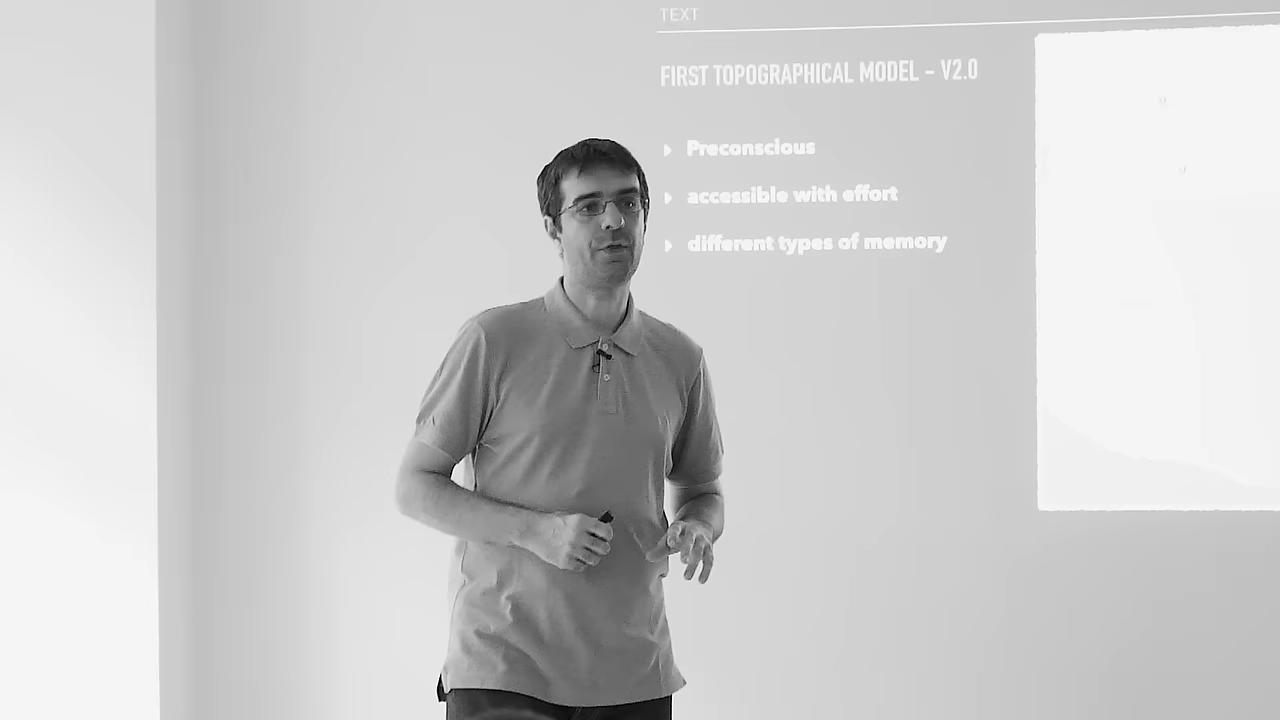 TEXT
FIRST TOPOGRAPHICAL MODEL - V2.0
Preconscious
accessible with effort
different types of memory